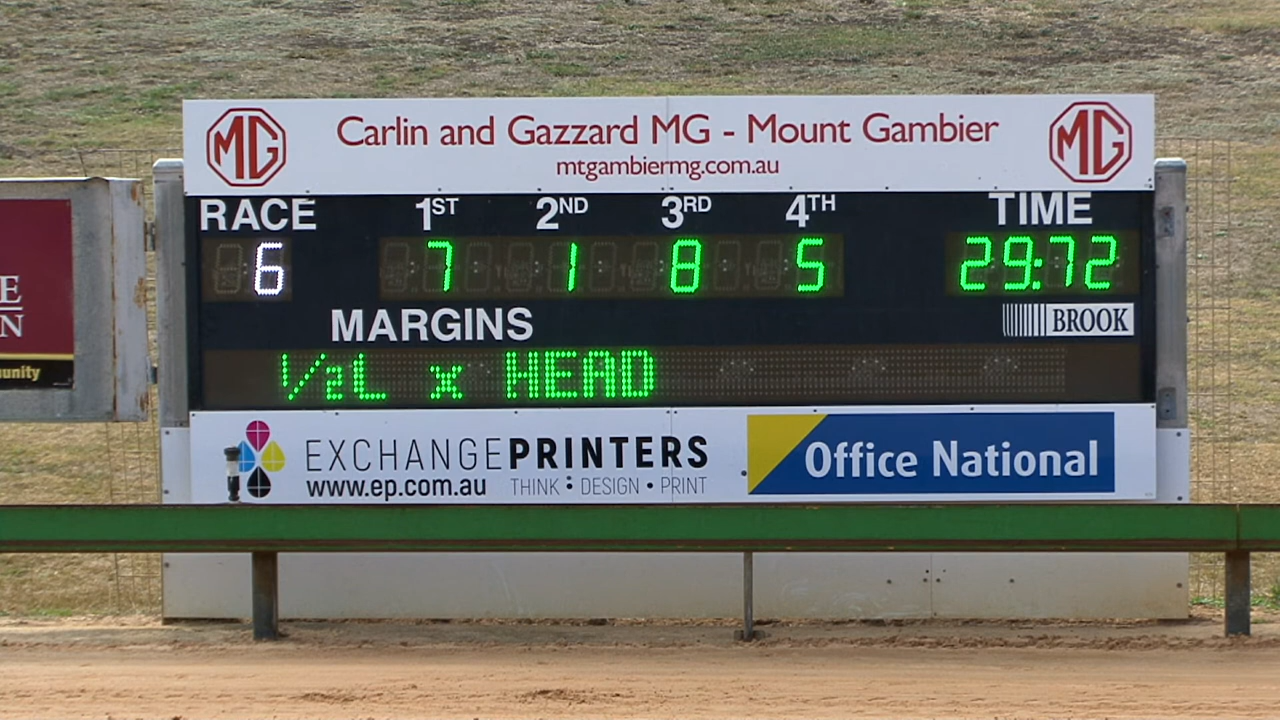 MG Carlin and Gazzard MG - Mount Gambier MG
mtgambiermg.com.au
RACE 1ST 2ND 3RD 4TH TIME
6 7 1 8 5 29:72
MARGINS BROOK
1/2L x HEAD
E
N
unity
EXCHANGEPRINTERS
www.ep.com.au THINK • DESIGN • PRINT
Office National